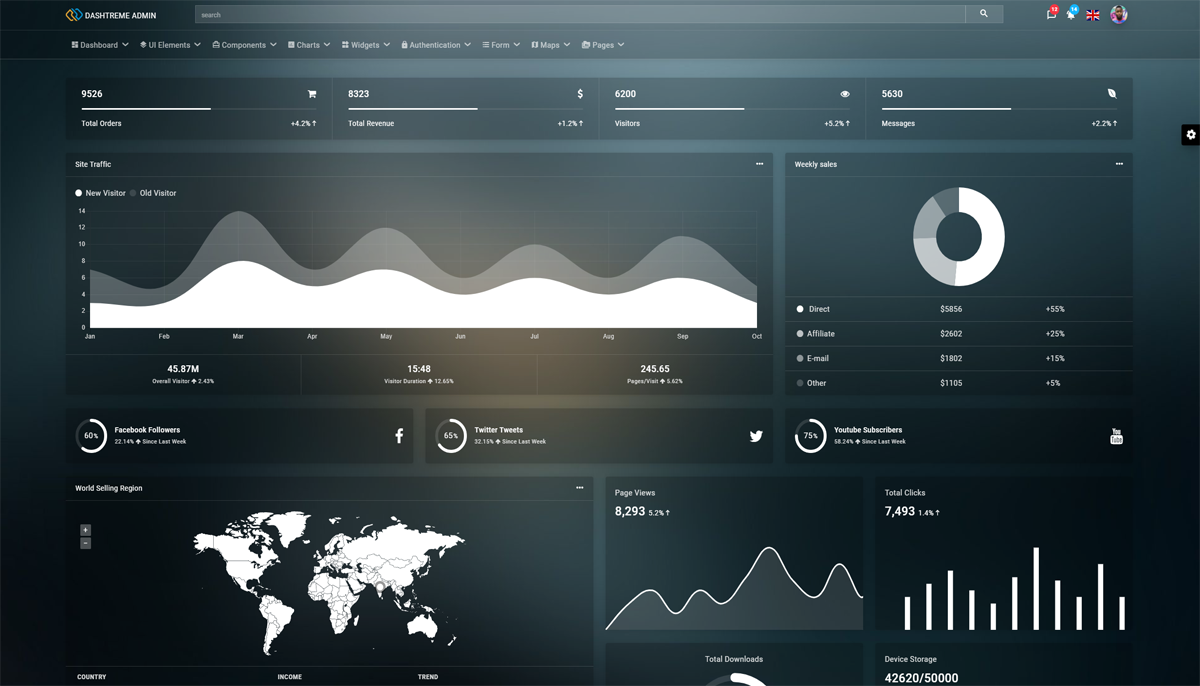 DASHTREME ADMIN
search
12
14
Dashboard
UI Elements
Components
Charts
Widgets
Authentication
Form
Maps
Pages
9526
Total Orders
+4.2%
8323
$
Total Revenue
+1.2%
6200
Visitors
+5.2%
5630
Messages
+2.2%
Site Traffic
New Visitor
Old Visitor
14
12
10
8
6
4
2
0
Jan Feb Mar Apr May Jun Jul Aug Sep Oct
45.87M
Overall Visitor 2.43%
15:48
Visitor Duration 12.65%
245.65
Pages/Visit 5.62%
Weekly sales
Direct $5856 +55%
Affiliate $2602 +25%
E-mail $1802 +15%
Other $1105 +5%
60%
Facebook Followers
22.14% Since Last Week
65%
Twitter Tweets
32.15% Since Last Week
75%
Youtube Subscribers
58.24% Since Last Week
You
Tube
World Selling Region
+
-
COUNTRY INCOME TREND
Page Views
8,293 5.2%
Total Clicks
7,493 1.4%
Total Downloads
Device Storage
42620/50000